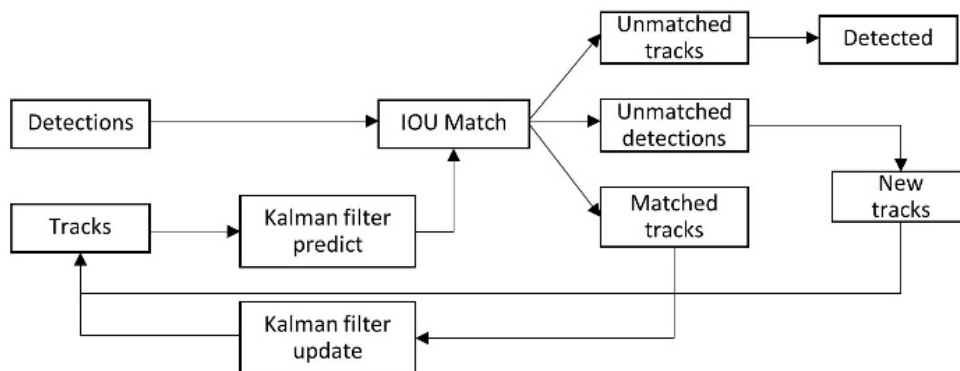 Unmatched
tracks
Detected
Detections
IOU Match
Unmatched
detections
Tracks
Kalman filter
predict
Matched
tracks
New
tracks
Kalman filter
update